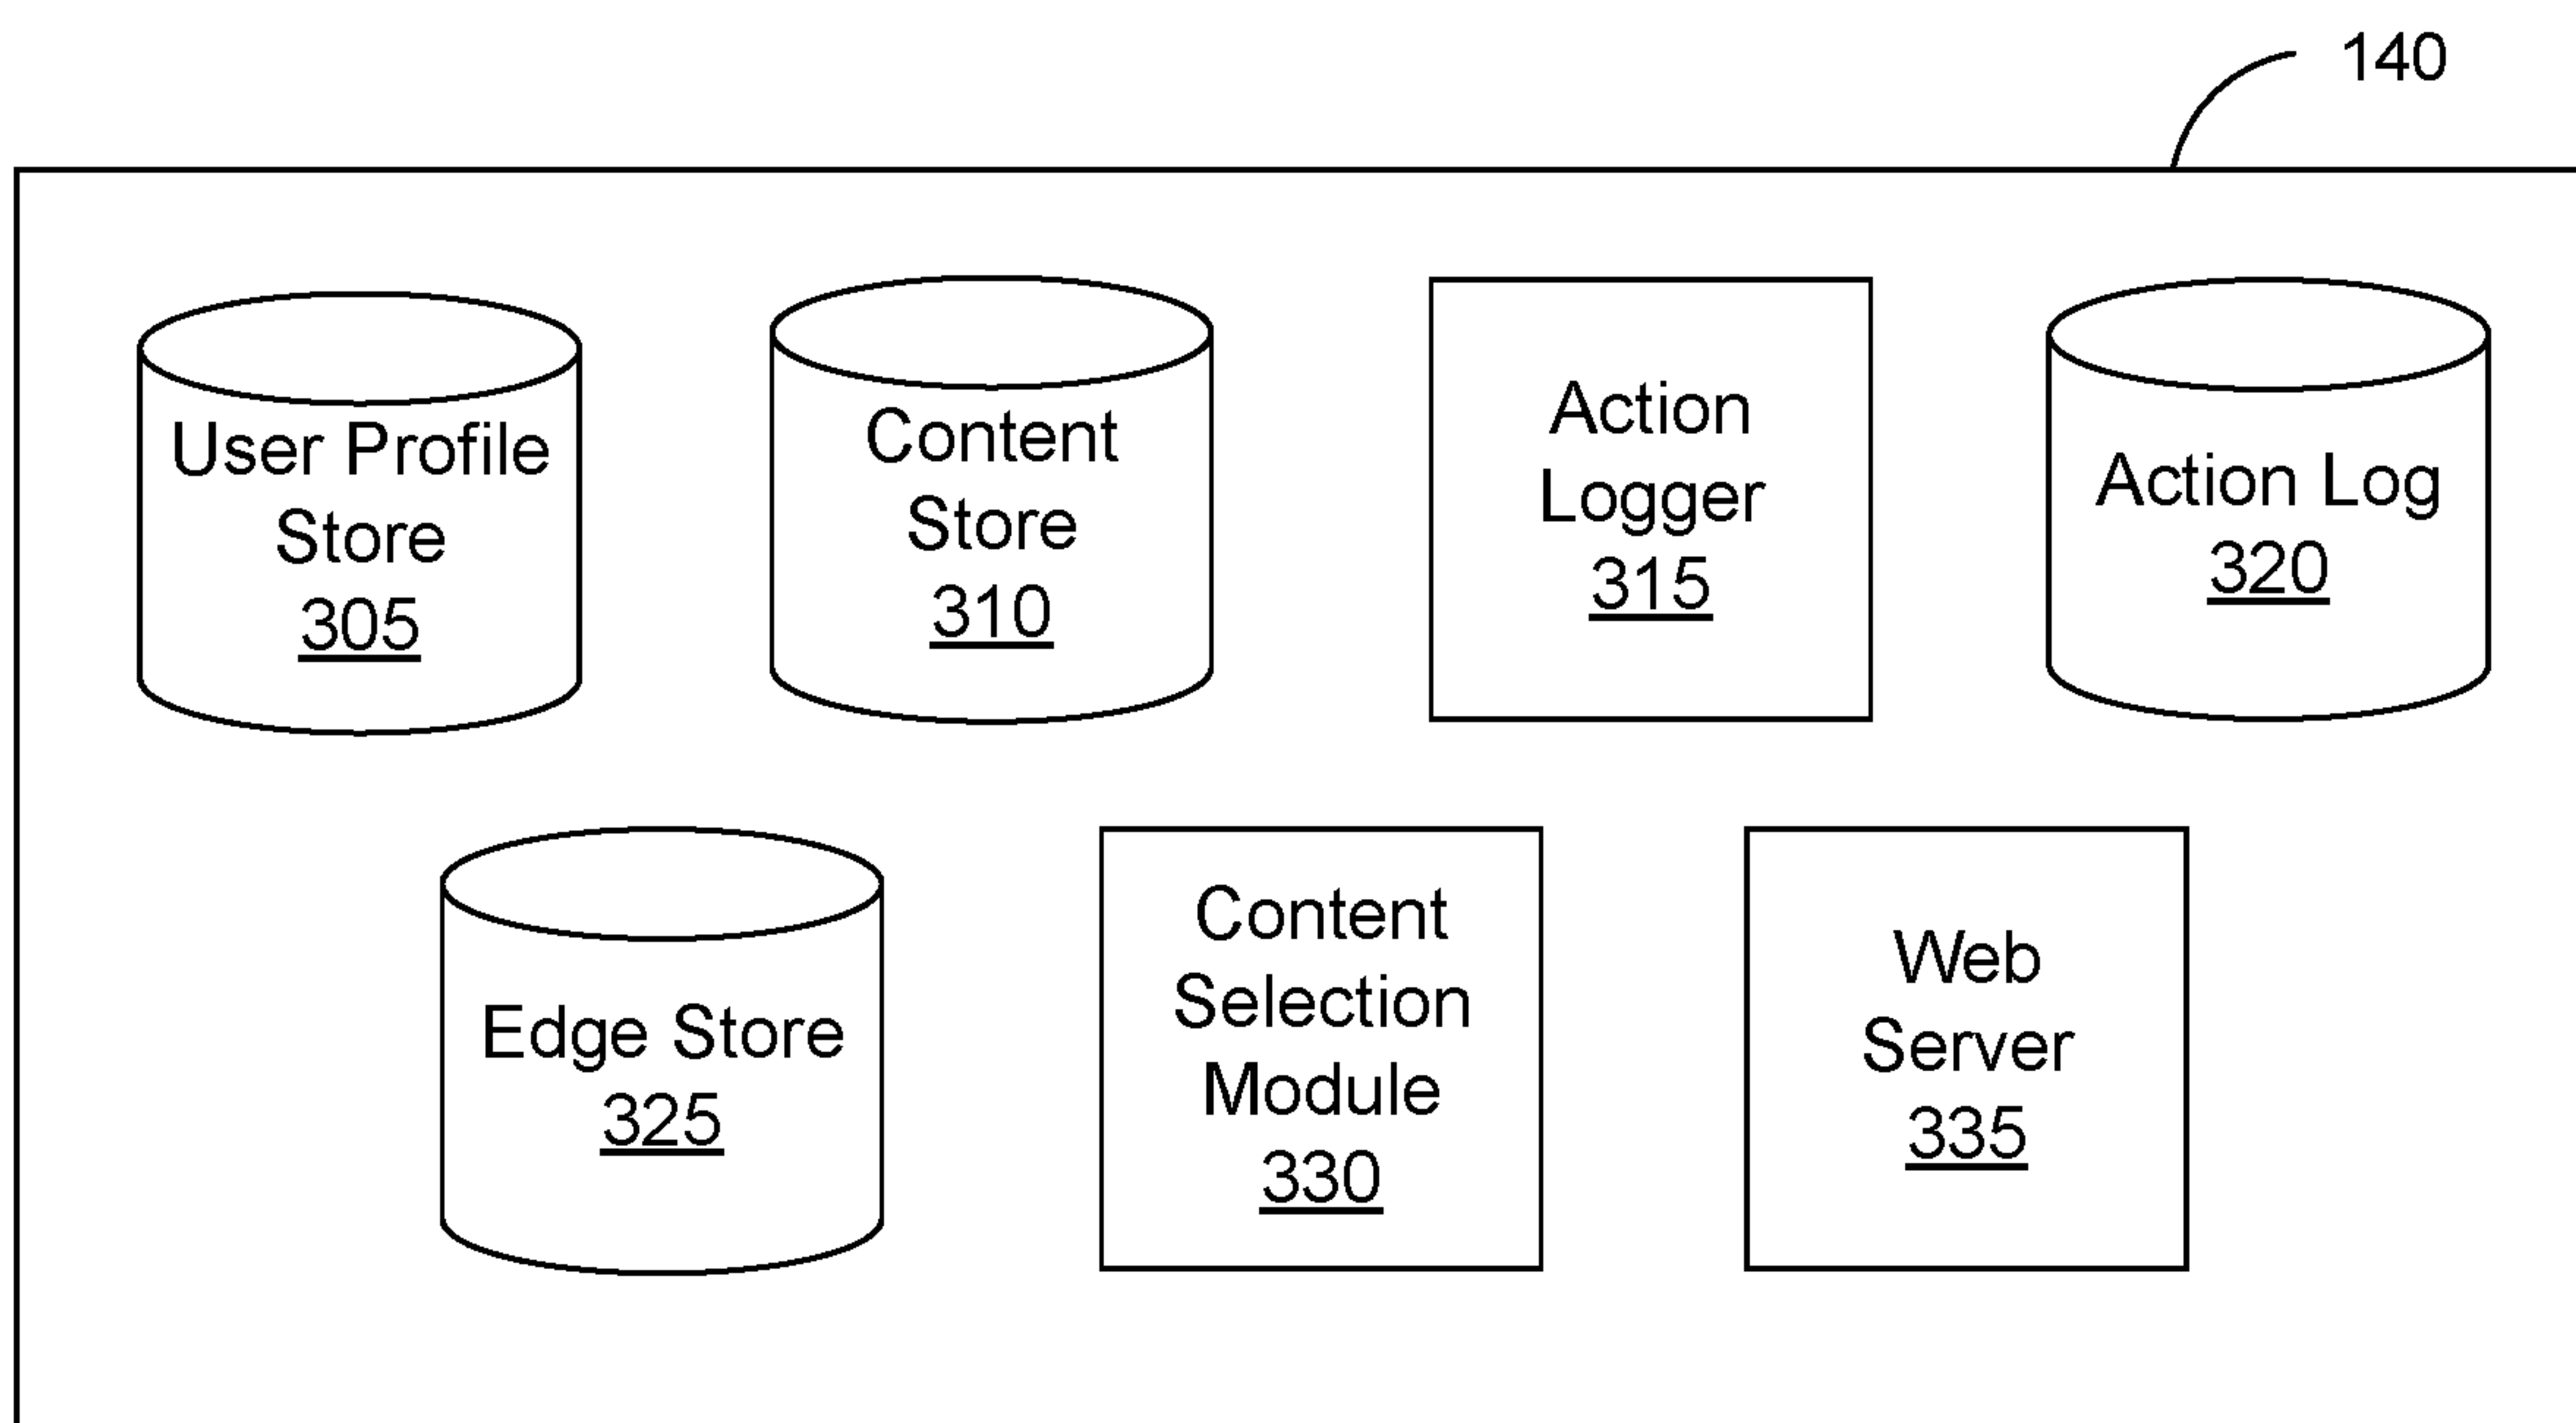 140
User Profile
Store
305
Content
Store
310
Action
Logger
315
Action Log
320
Edge Store
325
Content
Selection
Module
330
Web
Server
335